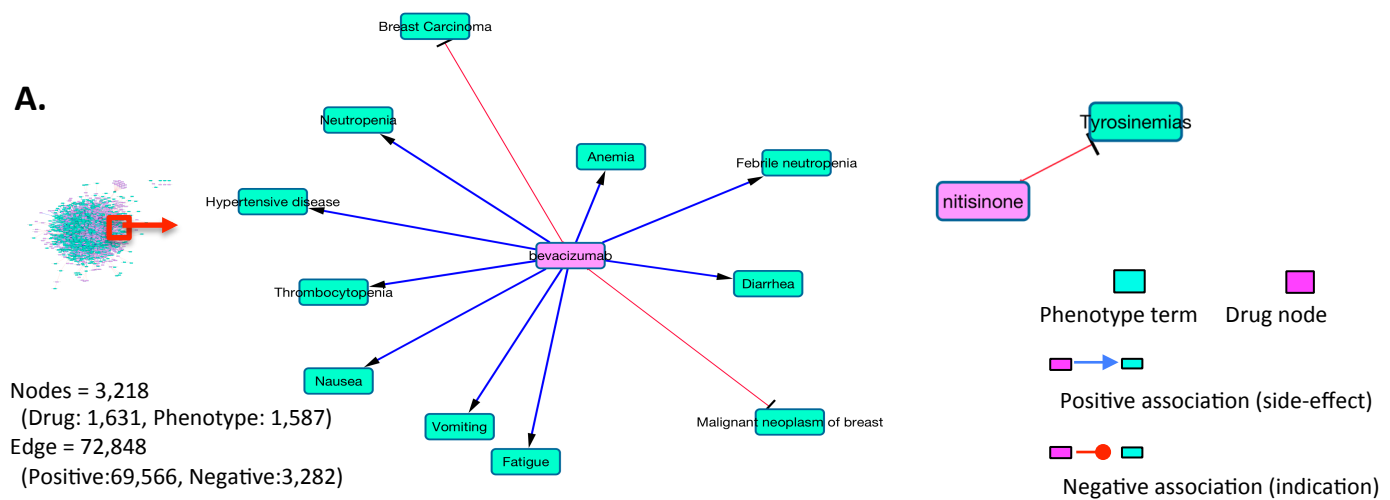 A.
Breast Carcinoma
Neutropenia
Anemia
Febrile neutropenia
Hypertensive disease
bevacizumab
Thrombocytopenia
Diarrhea
Nausea
Vomiting
Malignant neoplasm of breast
Fatigue
Nodes = 3,218
(Drug: 1,631, Phenotype: 1,587)
Edge = 72,848
(Positive:69,566, Negative:3,282)
Tyrosinemias
nitisinone
Phenotype term
Drug node
Positive association (side-effect)
Negative association (indication)